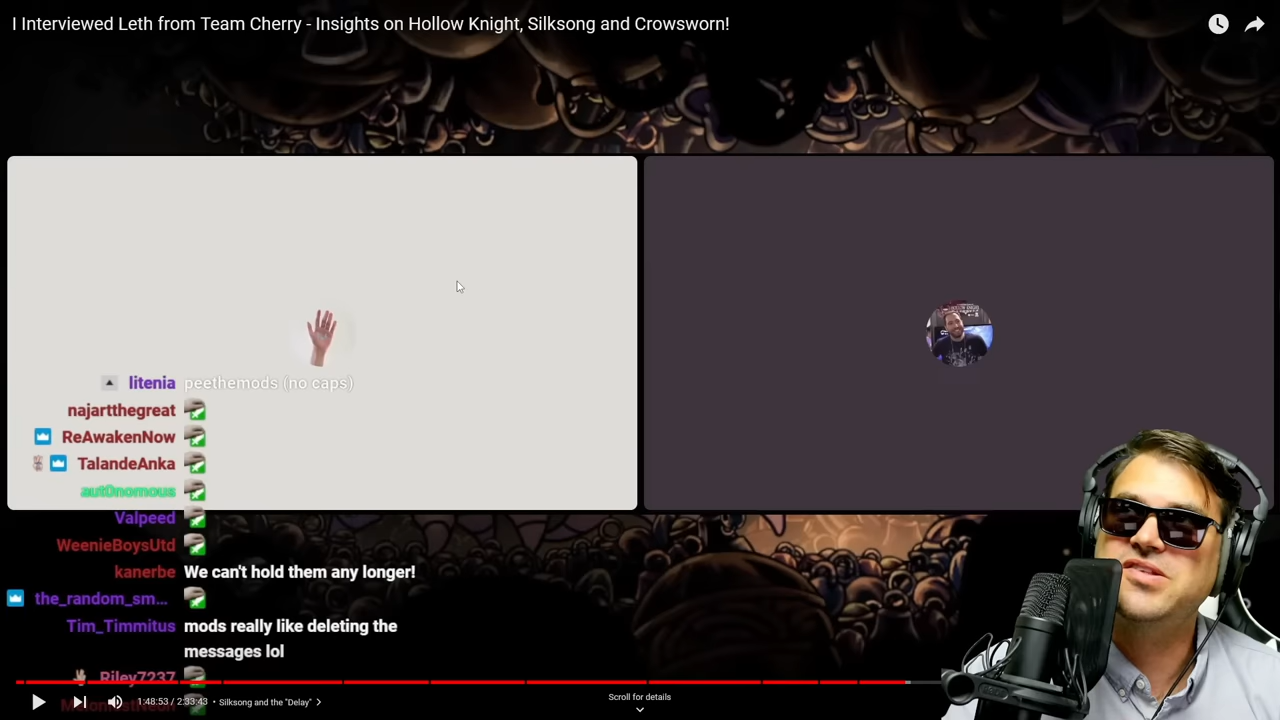 I Interviewed Leth from Team Cherry - Insights on Hollow Knight, Silksong and Crowsworn!
litenia peethemods (no caps)
najartthegreat
ReAwakenNow
TalandeAnka
aut0nomous
Valpeed
WeenieBoysUtd
kanerbe We can't hold them any longer!
the_random_sm...
Tim_Timmitus mods really like deleting the
messages lol
Riley7237
1:48:53 / 2:33:43 • Silksong and the "Delay" >
Scroll for details